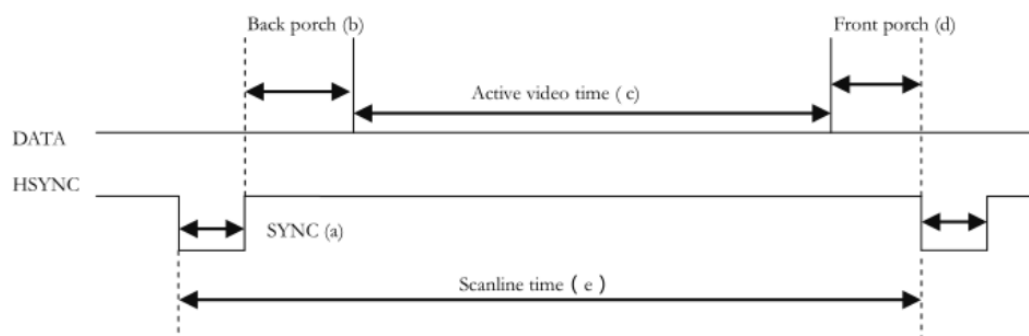 Back porch (b)
Front porch (d)
Active video time ( c)
DATA
HSYNC
SYNC (a)
Scanline time ( e )